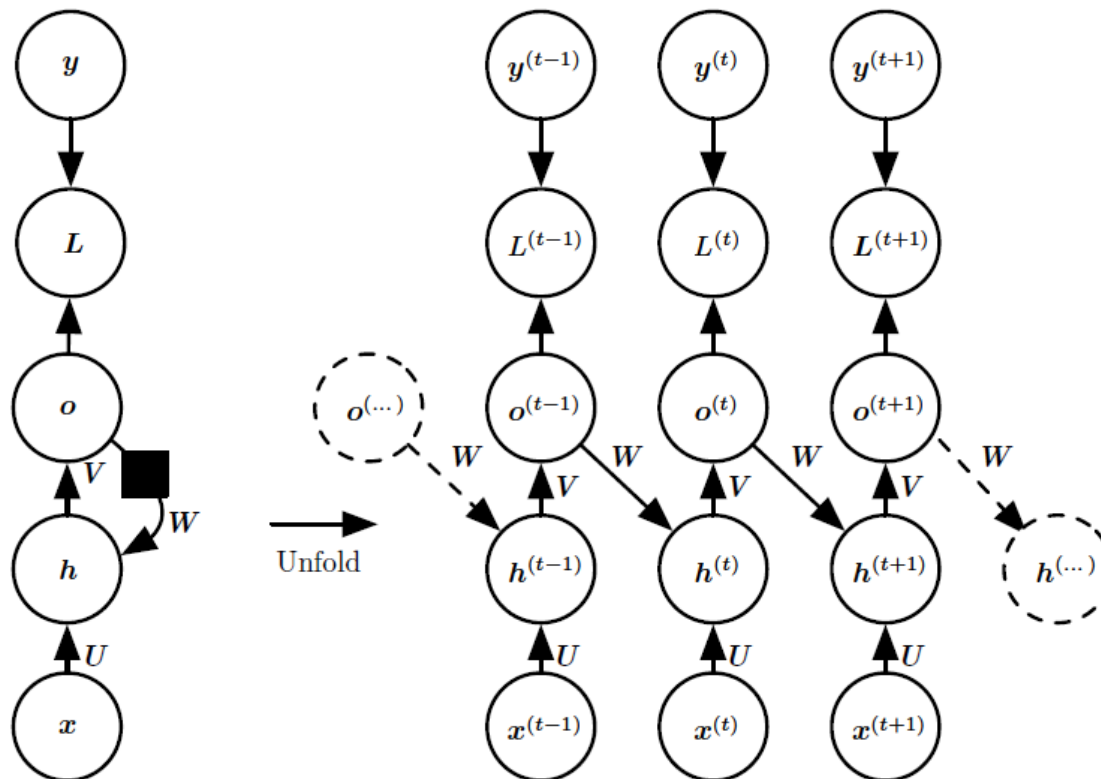 y y^(t−1) y^(t) y^(t+1)
L L^(t−1) L^(t) L^(t+1)
o o^(...) o^(t−1) o^(t) o^(t+1)
W W W W
V V V V
W
Unfold
h h^(t−1) h^(t) h^(t+1) h^(...)
U U U U
x x^(t−1) x^(t) x^(t+1)